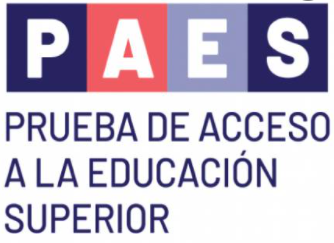 PAES
PRUEBA DE ACCESO
A LA EDUCACIÓN
SUPERIOR